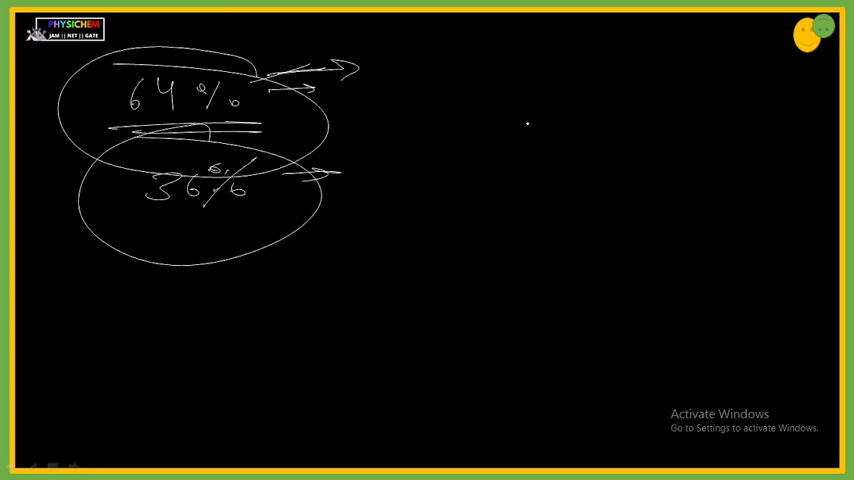 PHYSICHEM
JAM || NET || GATE
64%
36%
Activate Windows
Go to Settings to activate Windows.